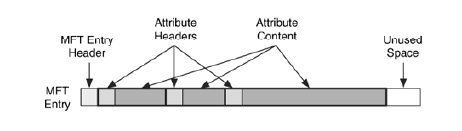 MFT Entry
Header
Attribute
Headers
Attribute
Content
Unused
Space
MFT
Entry